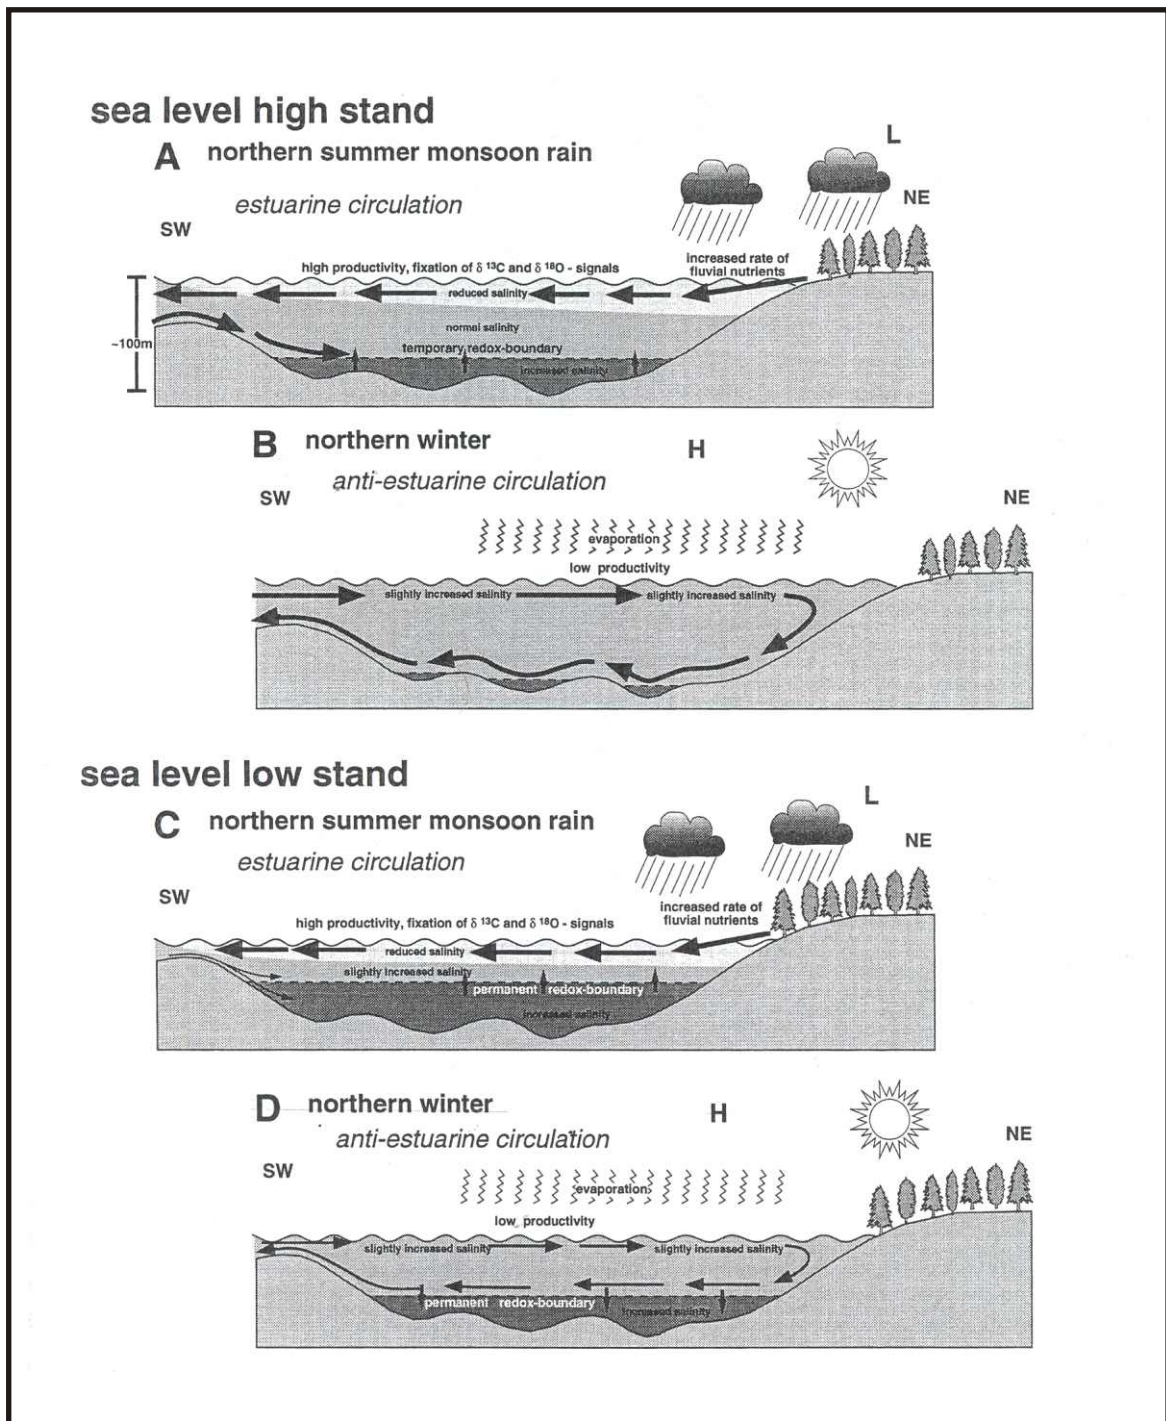 sea level high stand
A northern summer monsoon rain
L
estuarine circulation
NE
SW
increased rate of
fluvial nutrients
high productivity, fixation of δ ¹³C and δ ¹⁸O - signals
reduced salinity
normal salinity
~100m
temporary redox-boundary
increased salinity
B northern winter
H
anti-estuarine circulation
SW
NE
evaporation
low productivity
slightly increased salinity
slightly increased salinity
sea level low stand
L
C northern summer monsoon rain
estuarine circulation
NE
SW
increased rate of
fluvial nutrients
high productivity, fixation of δ ¹³C and δ ¹⁸O - signals
reduced salinity
slightly increased salinity
permanent redox-boundary
increased salinity
D northern winter
H
anti-estuarine circulation
NE
SW
evaporation
low productivity
slightly increased salinity
slightly increased salinity
permanent redox-boundary
increased salinity